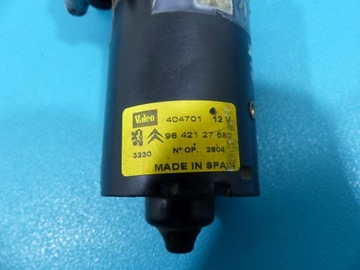 Valeo 404701 12 V
96 421 27 580
3230 N° OP. 2804
MADE IN SPAIN